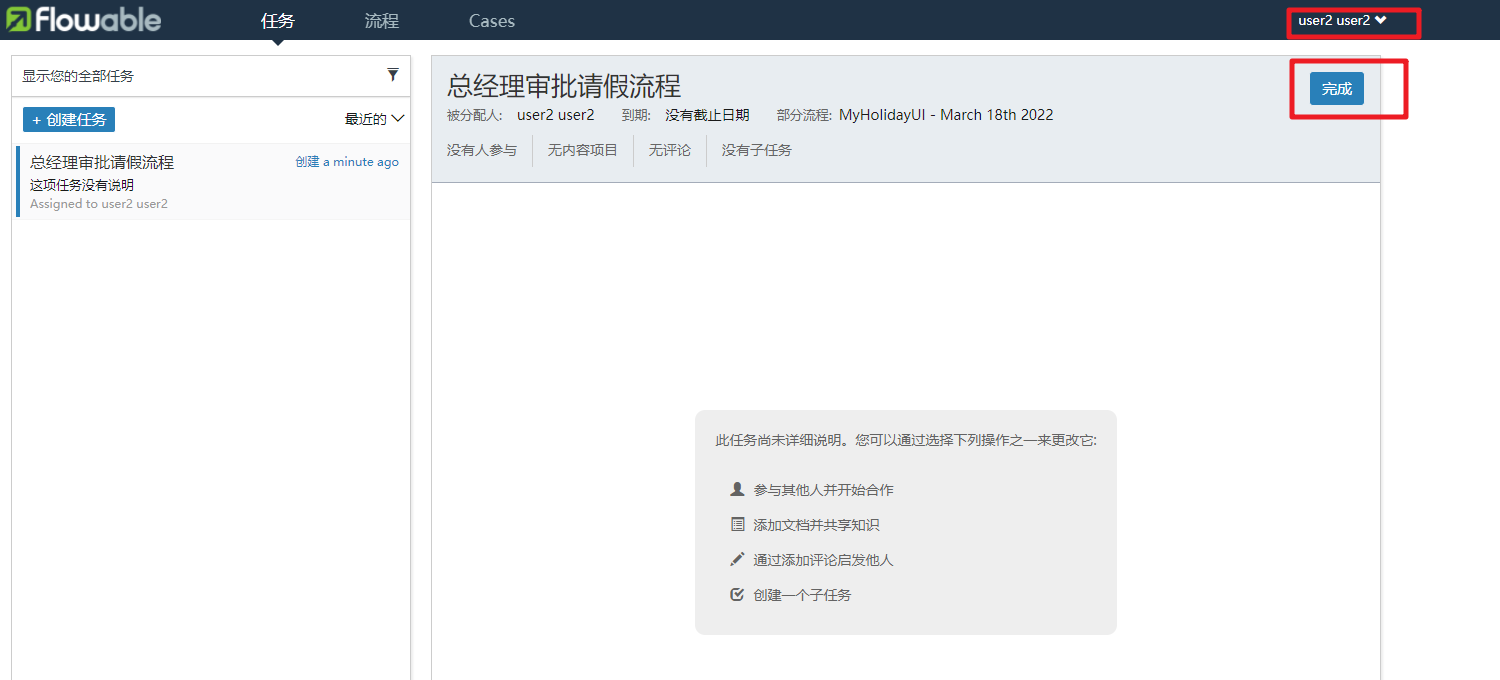 flowable 任务 流程 Cases user2 user2
显示您的全部任务
+ 创建任务 最近的
总经理审批请假流程 创建 a minute ago
这项任务没有说明
Assigned to user2 user2
总经理审批请假流程 完成
被分配人: user2 user2 到期: 没有截止日期 部分流程: MyHolidayUI - March 18th 2022
没有人参与 无内容项目 无评论 没有子任务
此任务尚未详细说明。您可以通过选择下列操作之一来更改它:
参与其他人并开始合作
添加文档并共享知识
通过添加评论启发他人
创建一个子任务